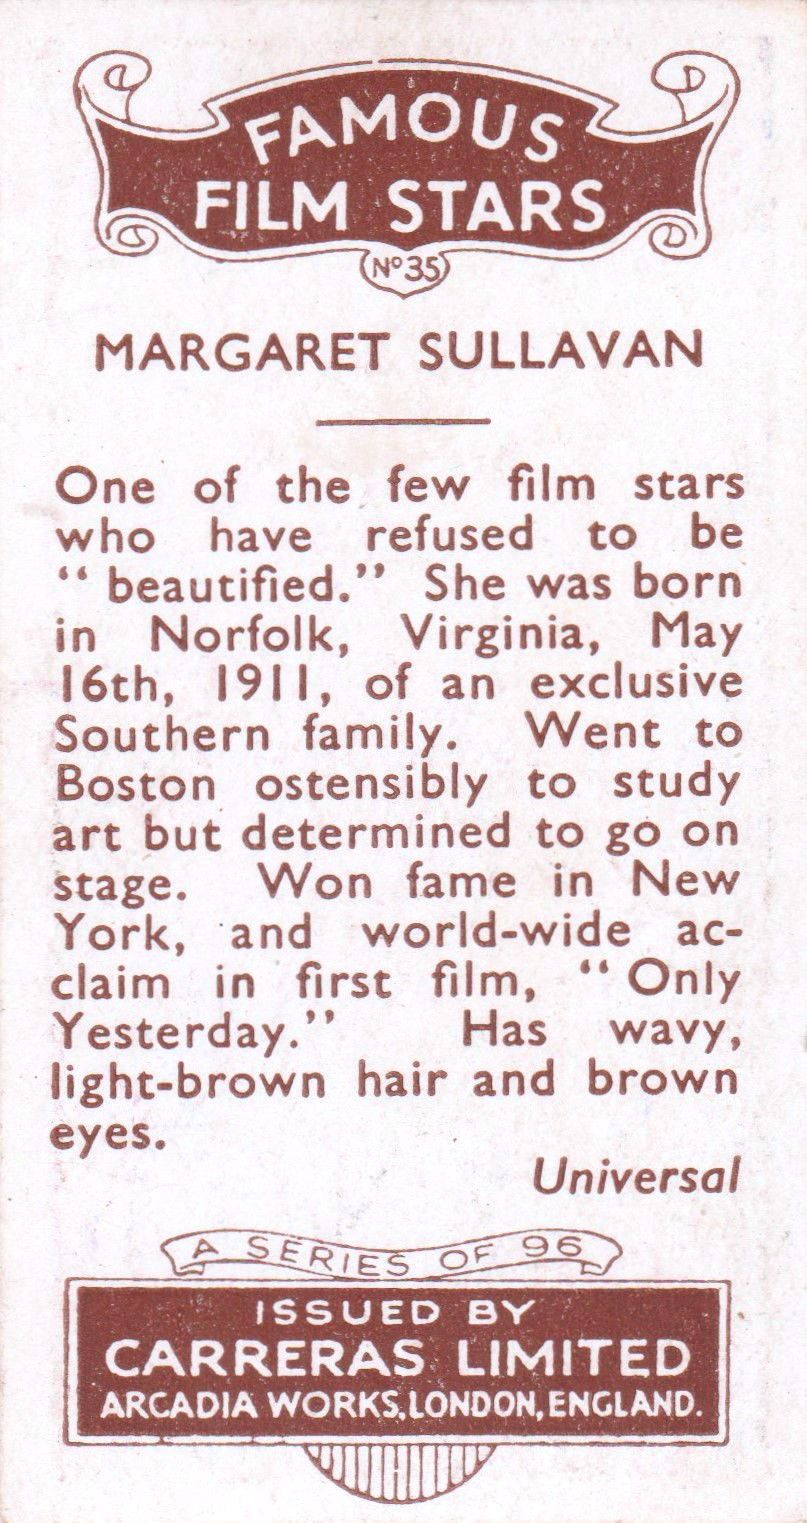 FAMOUS
FILM STARS
Nº 35
MARGARET SULLAVAN
One of the few film stars
who have refused to be
“ beautified.” She was born
in Norfolk, Virginia, May
16th, 1911, of an exclusive
Southern family. Went to
Boston ostensibly to study
art but determined to go on
stage. Won fame in New
York, and world-wide ac-
claim in first film, “ Only
Yesterday.” Has wavy,
light-brown hair and brown
eyes.
Universal
A SERIES OF 96
ISSUED BY
CARRERAS LIMITED
ARCADIA WORKS, LONDON, ENGLAND.